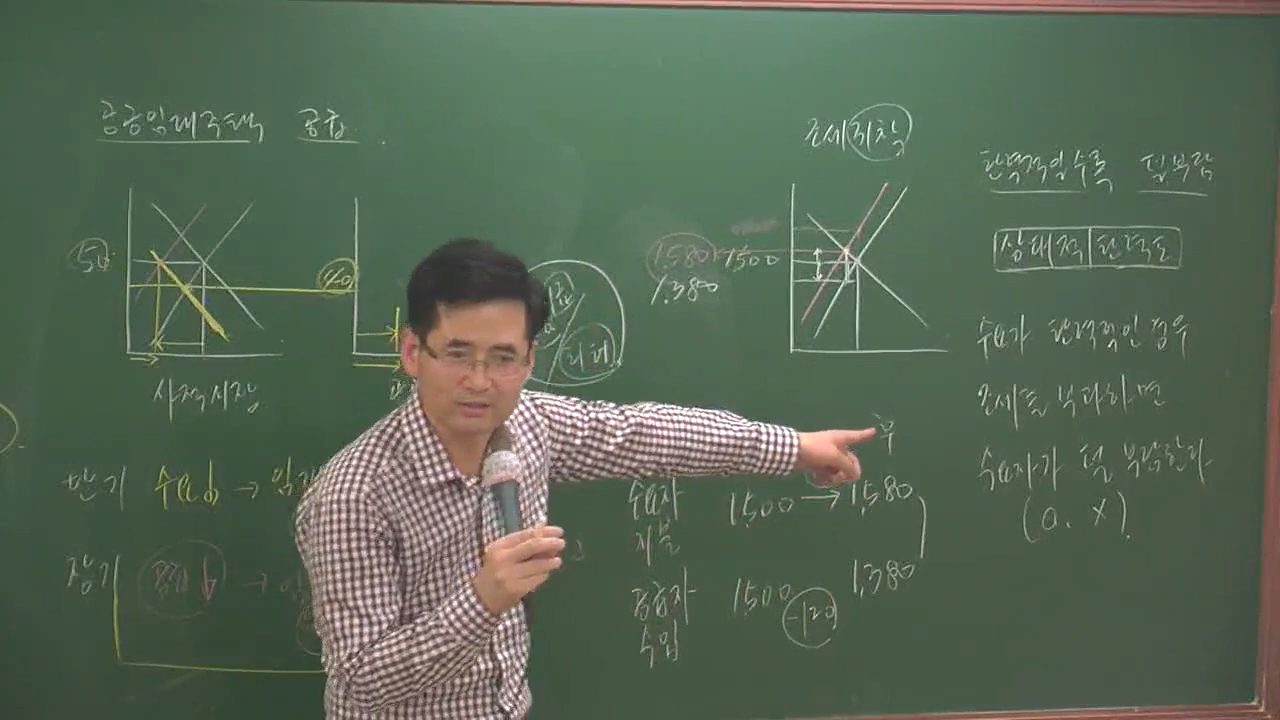 공공임대주택 공급
50
40
사적시장
단기 수요↓ → 임
장기 공급↓ →
조세 귀착
1,580 1,500
1,380
부
수요자 1,500 → 1,580
지불
공급자 1,500 1,380
수입 -120
탄력적일수록 덜부담
상대적 탄력도
수요가 탄력적인 경우
조세를 부과하면
수요자가 덜 부담한다
(O, X)